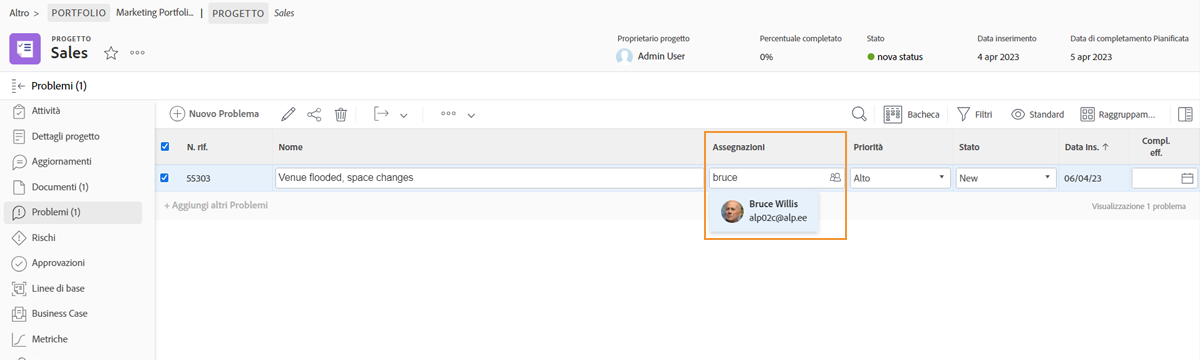 Altro > PORTFOLIO Marketing Portfoli... | PROGETTO Sales
PROGETTO
Sales
Proprietario progetto
Admin User
Percentuale completato
0%
Stato
nova status
Data inserimento
4 apr 2023
Data di completamento Pianificata
5 apr 2023
Problemi (1)
Attività
Dettagli progetto
Aggiornamenti
Documenti (1)
Problemi (1)
Rischi
Approvazioni
Linee di base
Business Case
Metriche
Nuovo Problema
Bacheca
Filtri
Standard
Raggruppam...
N. rif. Nome Assegnazioni Priorità Stato Data Ins. ↑ Compl. eff.
55303 Venue flooded, space changes bruce Alto New 06/04/23
Bruce Willis
alp02c@alp.ee
+ Aggiungi altri Problemi
Visualizzazione 1 problema